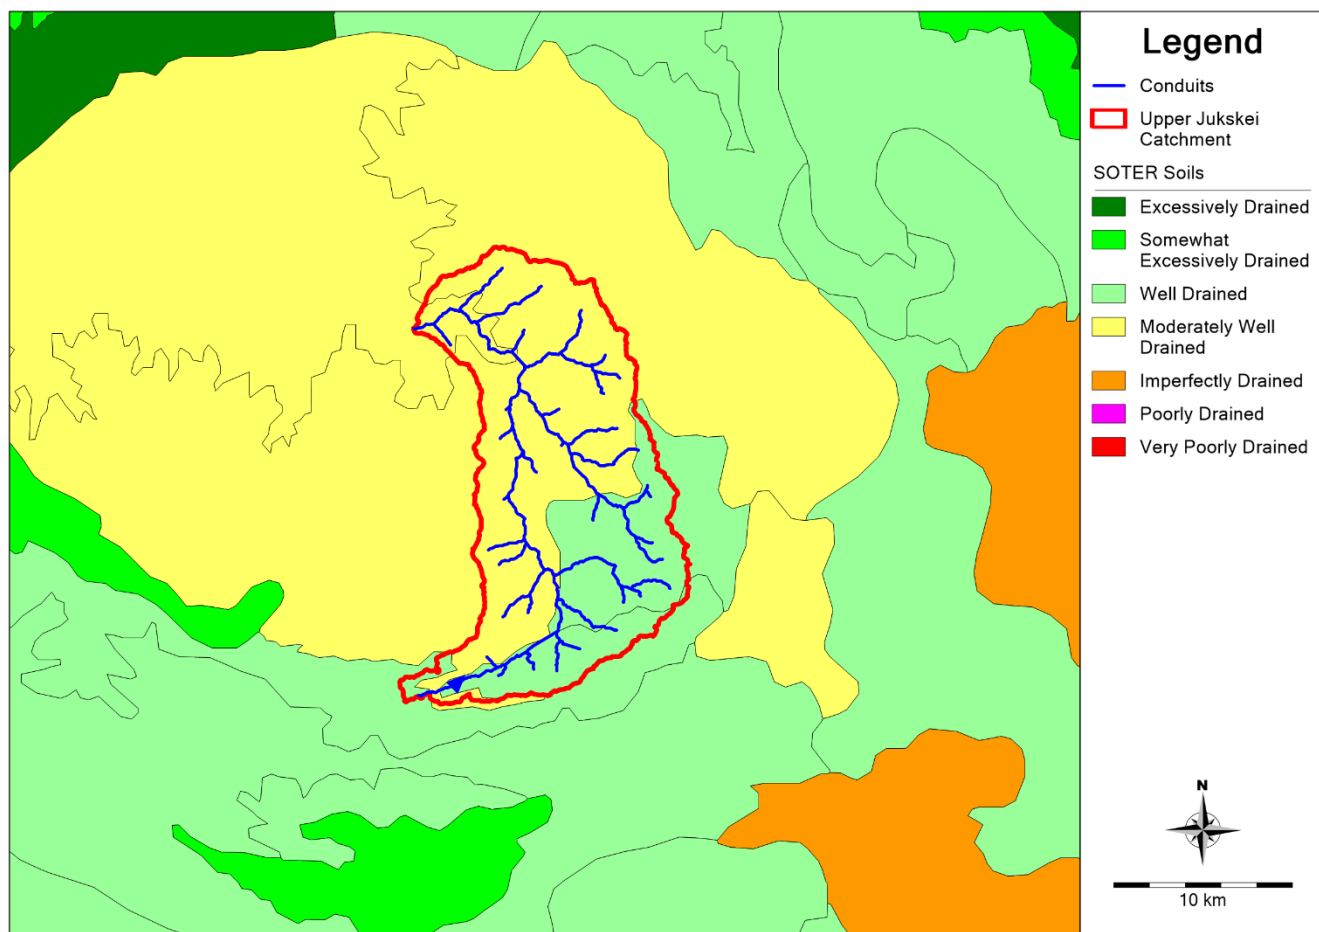 Legend
Conduits
Upper Jukskei
Catchment
SOTER Soils
Excessively Drained
Somewhat
Excessively Drained
Well Drained
Moderately Well
Drained
Imperfectly Drained
Poorly Drained
Very Poorly Drained
N
10 km